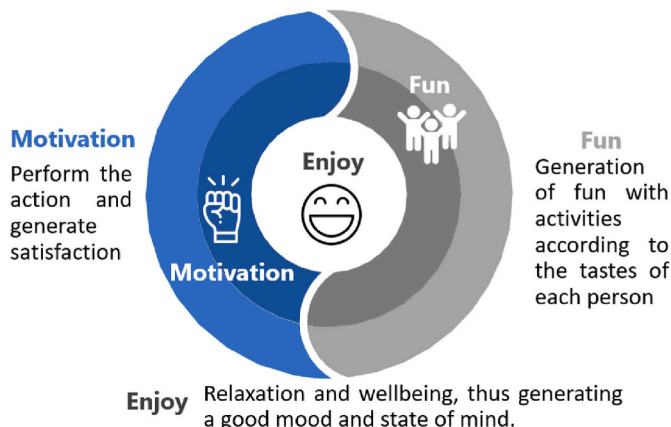 Fun
Motivation
Perform the
action and
generate
satisfaction
Enjoy
Motivation
Fun
Generation
of fun with
activities
according to
the tastes of
each person
Enjoy Relaxation and wellbeing, thus generating
a good mood and state of mind.